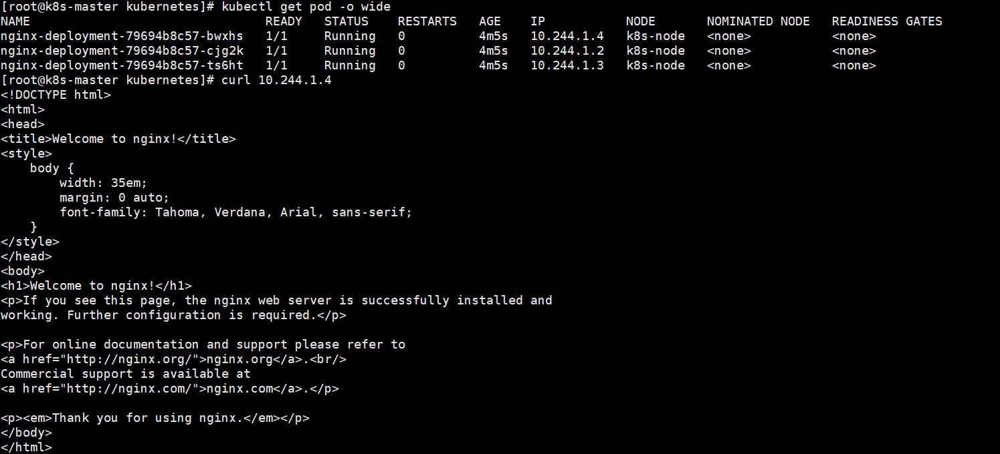 [root@k8s-master kubernetes]# kubectl get pod -o wide
NAME                                READY   STATUS    RESTARTS   AGE    IP           NODE       NOMINATED NODE   READINESS GATES
nginx-deployment-79694b8c57-bwxhs   1/1     Running   0          4m5s   10.244.1.4   k8s-node   <none>           <none>
nginx-deployment-79694b8c57-cjg2k   1/1     Running   0          4m5s   10.244.1.2   k8s-node   <none>           <none>
nginx-deployment-79694b8c57-ts6ht   1/1     Running   0          4m5s   10.244.1.3   k8s-node   <none>           <none>
[root@k8s-master kubernetes]# curl 10.244.1.4
<!DOCTYPE html>
<html>
<head>
<title>Welcome to nginx!</title>
<style>
    body {
        width: 35em;
        margin: 0 auto;
        font-family: Tahoma, Verdana, Arial, sans-serif;
    }
</style>
</head>
<body>
<h1>Welcome to nginx!</h1>
<p>If you see this page, the nginx web server is successfully installed and
working. Further configuration is required.</p>

<p>For online documentation and support please refer to
<a href="http://nginx.org/">nginx.org</a>.<br/>
Commercial support is available at
<a href="http://nginx.com/">nginx.com</a>.</p>

<p><em>Thank you for using nginx.</em></p>
</body>
</html>